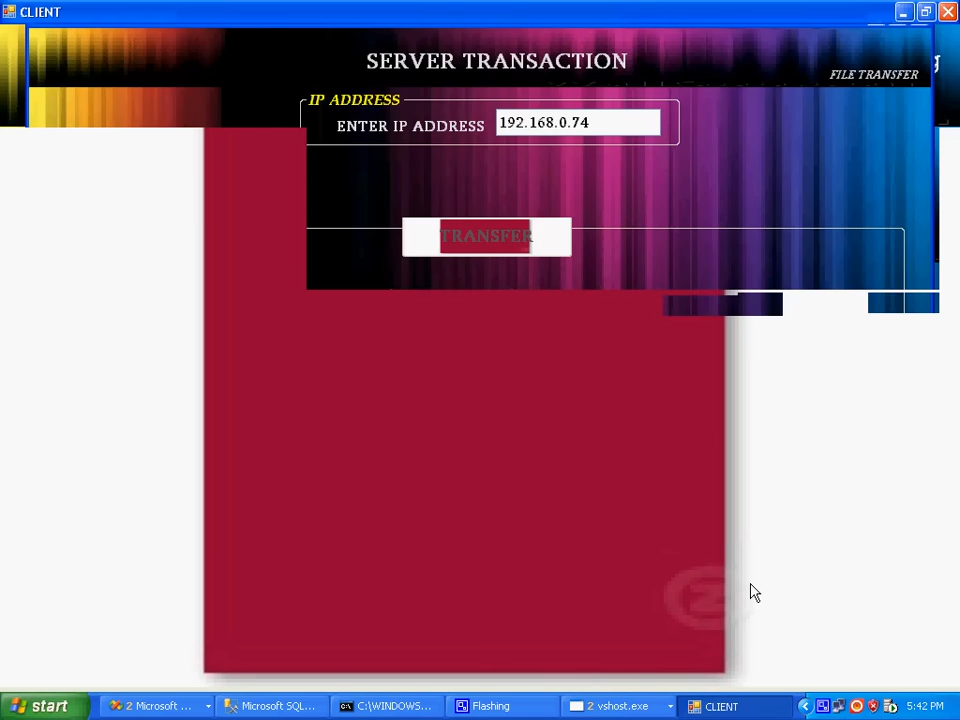 CLIENT
SERVER TRANSACTION
FILE TRANSFER
IP ADDRESS
ENTER IP ADDRESS
192.168.0.74
TRANSFER
start
2 Microsoft ...
Microsoft SQL...
C:\WINDOWS...
Flashing
2 vshost.exe
CLIENT
5:42 PM